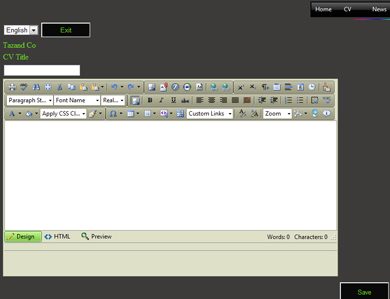 Home CV News
English Exit
Tazand Co
CV Title
Paragraph St... Font Name Real...
B I U abc
A Apply CSS Cl... Ω Custom Links Zoom
Design HTML Preview Words: 0 Characters: 0
Save